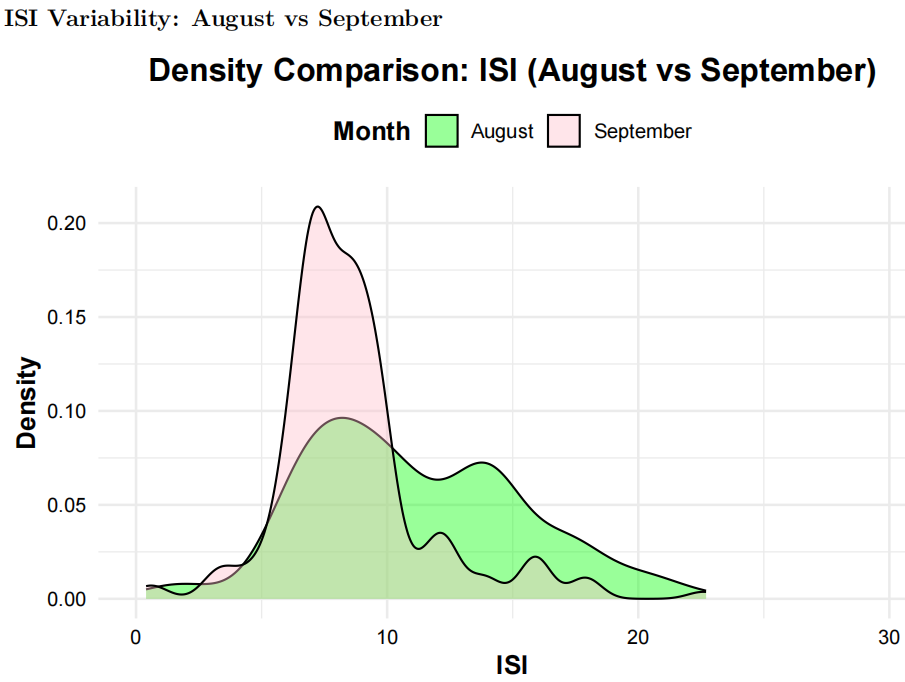 ISI Variability: August vs September
Density Comparison: ISI (August vs September)
Month August September
0.20
0.15
0.10
0.05
0.00
Density
0 10 20 30
ISI